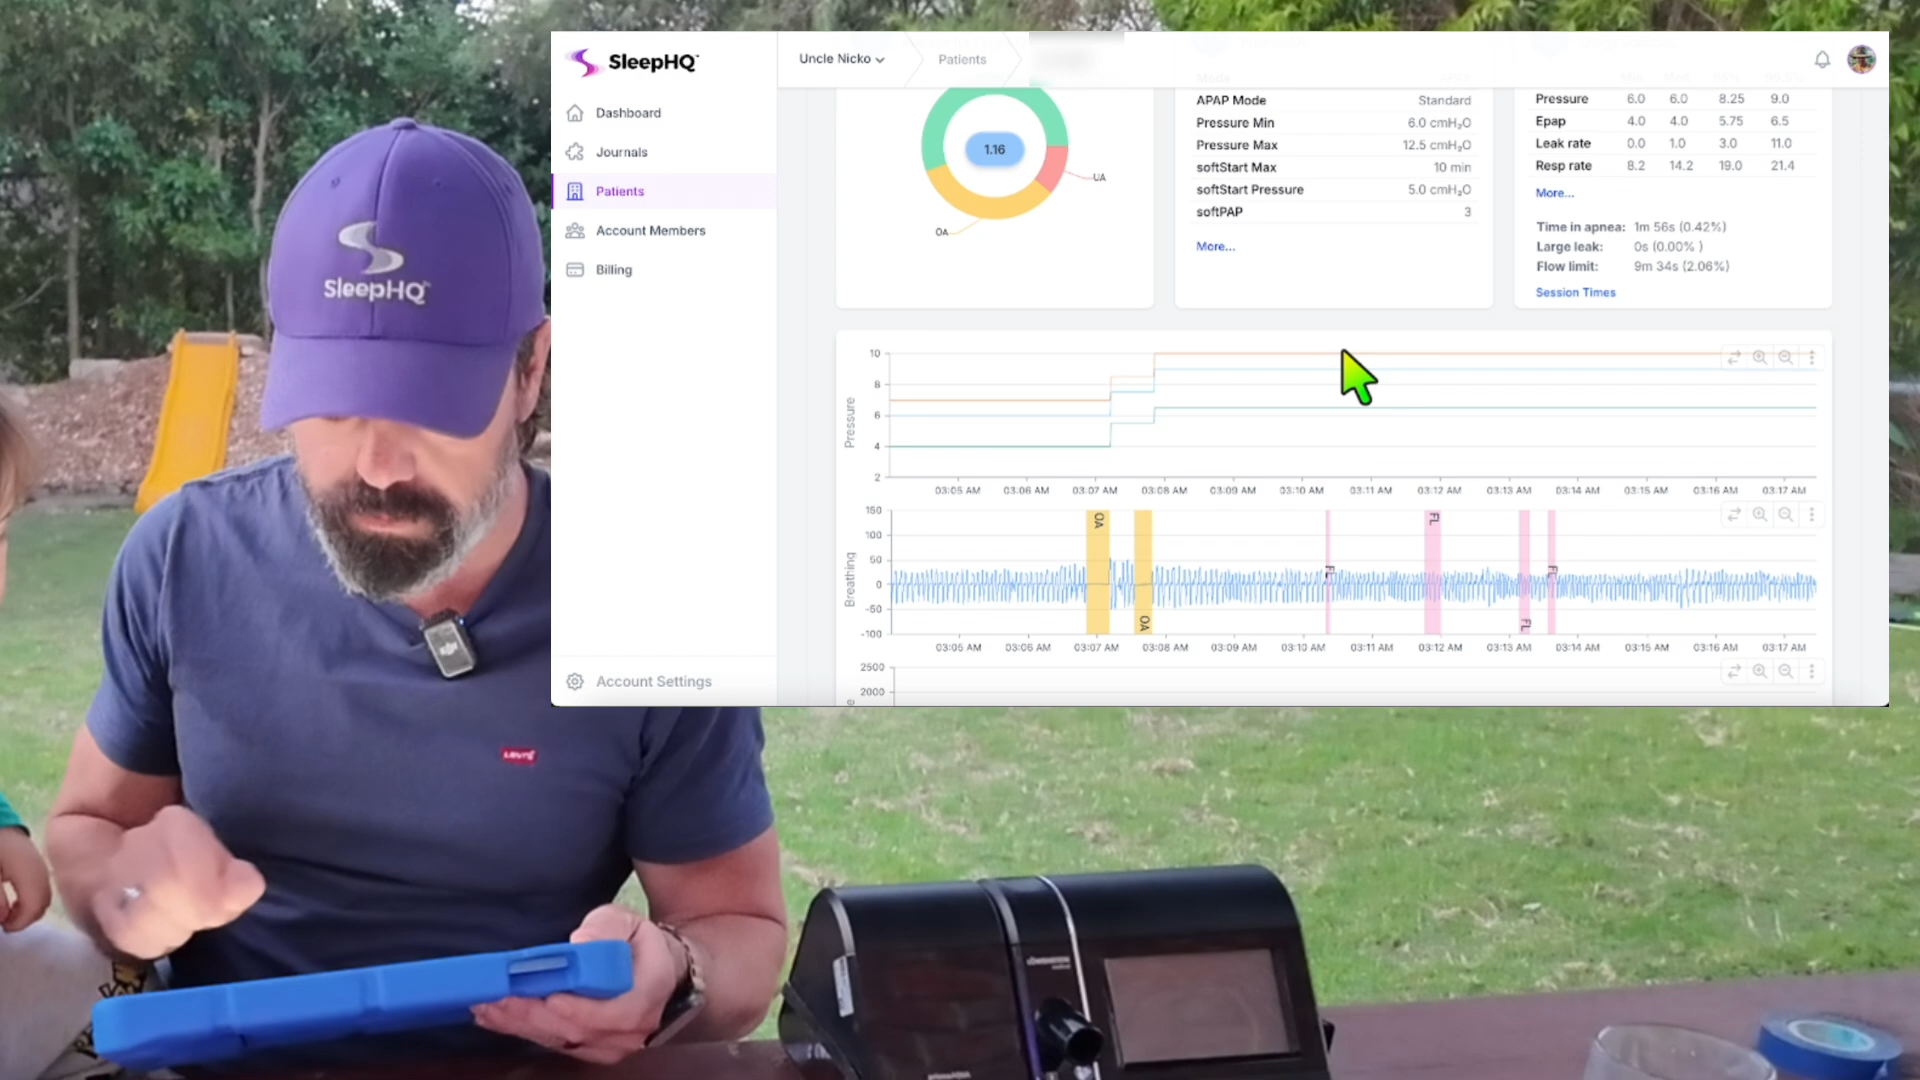 SleepHQ
Uncle Nicko
Patients
Dashboard
Journals
Patients
Account Members
Billing
Account Settings
1.16
UA
OA
APAP Mode Standard
Pressure Min 6.0 cmH₂O
Pressure Max 12.5 cmH₂O
softStart Max 10 min
softStart Pressure 5.0 cmH₂O
softPAP 3
More...
Pressure 6.0 6.0 8.25 9.0
Epap 4.0 4.0 5.75 6.5
Leak rate 0.0 1.0 3.0 11.0
Resp rate 8.2 14.2 19.0 21.4
More...
Time in apnea: 1m 56s (0.42%)
Large leak: 0s (0.00% )
Flow limit: 9m 34s (2.06%)
Session Times
Pressure
10
8
6
4
2
03:05 AM 03:06 AM 03:07 AM 03:08 AM 03:09 AM 03:10 AM 03:11 AM 03:12 AM 03:13 AM 03:14 AM 03:15 AM 03:16 AM 03:17 AM
Breathing
150
100
50
0
-50
-100
OA
OA
FL
FL
FL
FL
03:05 AM 03:06 AM 03:07 AM 03:08 AM 03:09 AM 03:10 AM 03:11 AM 03:12 AM 03:13 AM 03:14 AM 03:15 AM 03:16 AM 03:17 AM
2500
2000
SleepHQ
Levi's